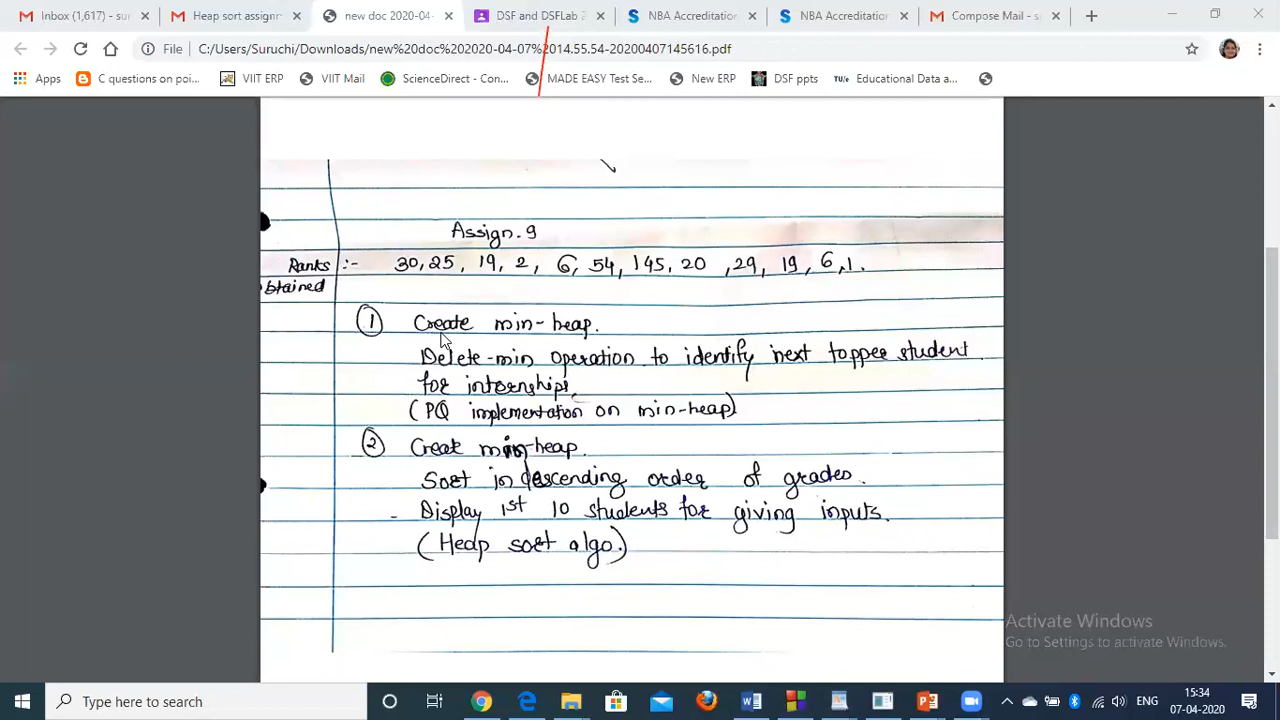 Inbox (1,617) - su
Heap sort assignm
new doc 2020-04-
DSF and DSFLab 2
NBA Accreditation
NBA Accreditation
Compose Mail - s
File
C:/Users/Suruchi/Downloads/new%20doc%202020-04-07%2014.55.54-20200407145616.pdf
Apps
C questions on poi...
VIIT ERP
VIIT Mail
ScienceDirect - Con...
MADE EASY Test Se...
New ERP
DSF ppts
TU/e
Educational Data a...
Assign. 9
Ranks :- 30, 25, 19, 2, 6, 54, 145, 20 ,29, 19, 6, 1.
btained
① Create min-heap.
Delete-min operation to identify next topper student
for internships.
(PQ implementation on min-heap)
② Creat min-heap.
Sort in descending order of grades.
- Display 1st 10 students for giving inputs.
(Heap sort algo.)
Activate Windows
Go to Settings to activate Windows.
Type here to search
ENG
15:34
07-04-2020